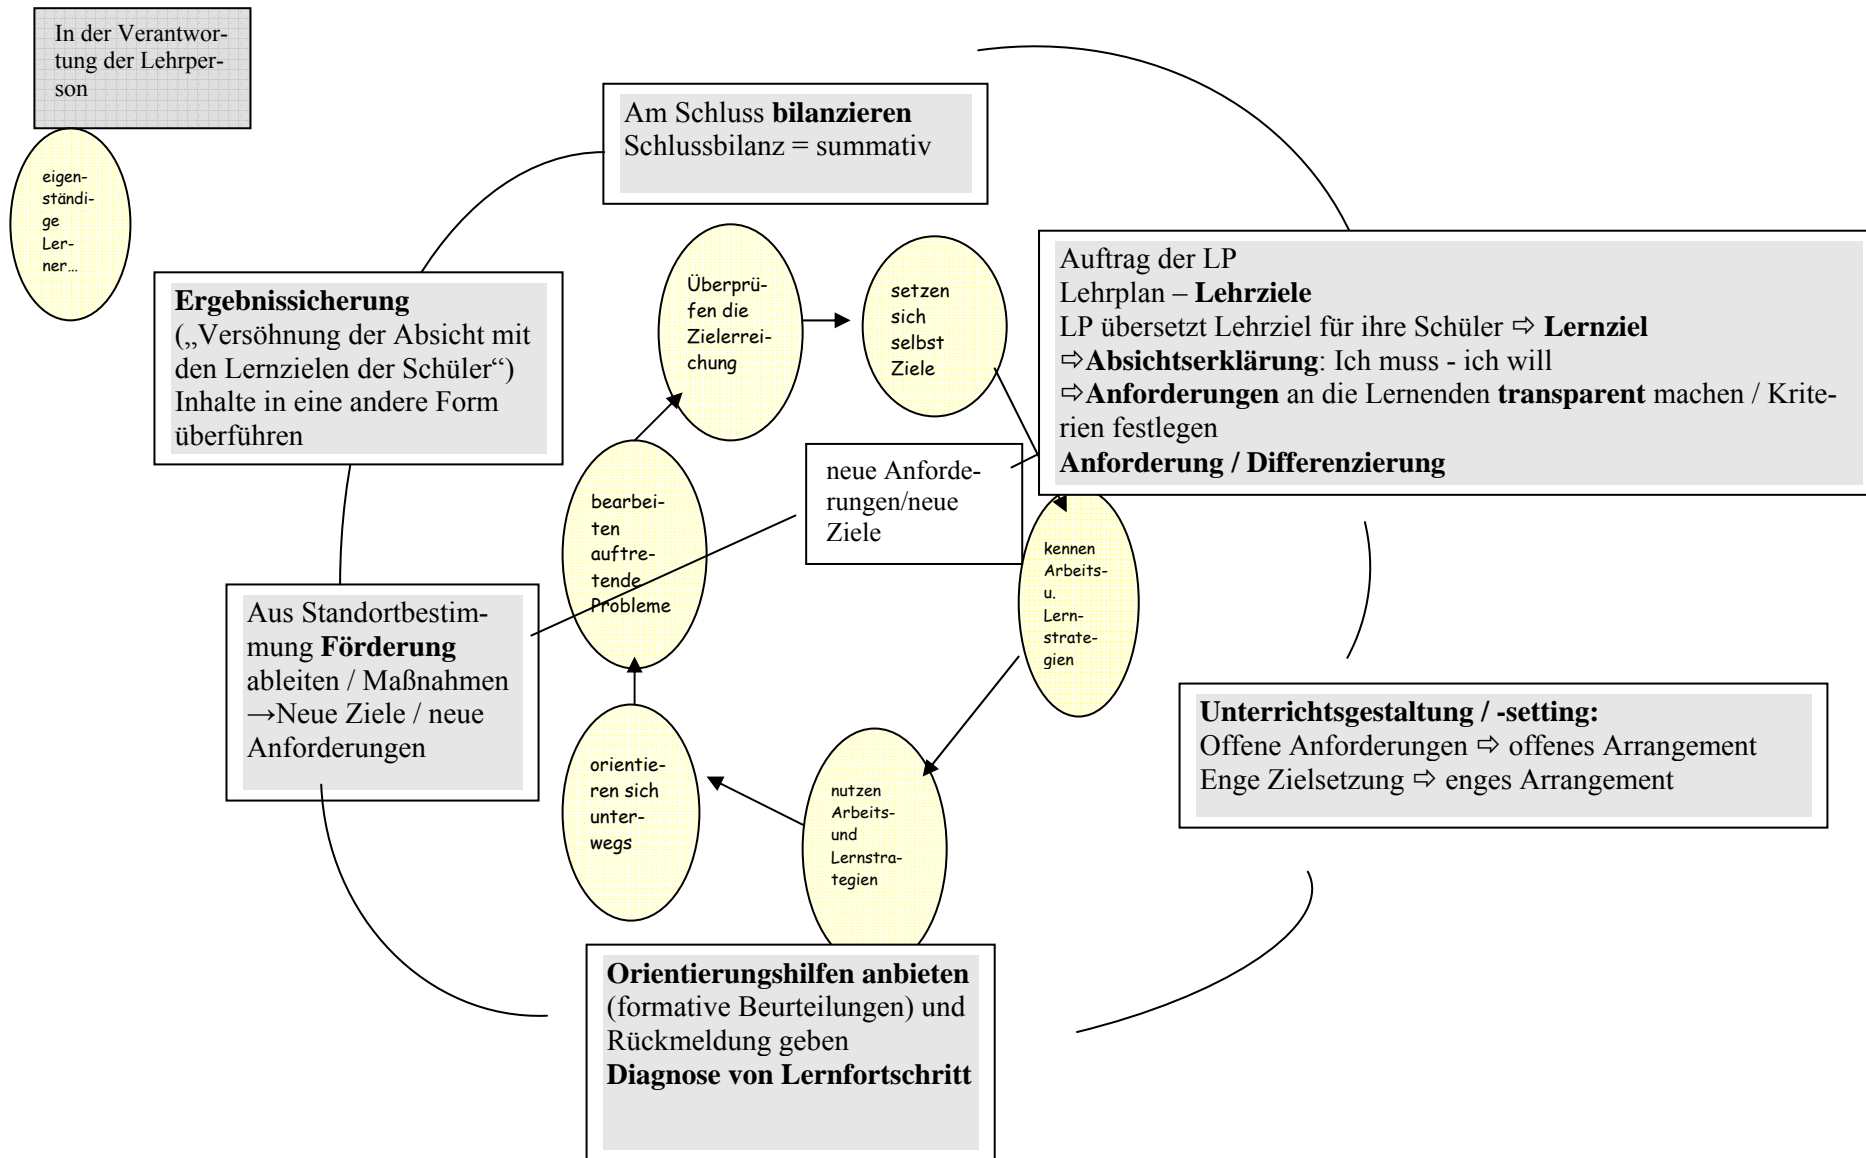 In der Verantwor-
tung der Lehrper-
son
eigen-
ständi-
ge
Ler-
ner...
Am Schluss bilanzieren
Schlussbilanz = summativ
Ergebnissicherung
(„Versöhnung der Absicht mit
den Lernzielen der Schüler“)
Inhalte in eine andere Form
überführen
Überprü-
fen die
Zielerrei-
chung
setzen
sich
selbst
Ziele
Auftrag der LP
Lehrplan – Lehrziele
LP übersetzt Lehrziel für ihre Schüler ⇨ Lernziel
⇨Absichtserklärung: Ich muss - ich will
⇨Anforderungen an die Lernenden transparent machen / Krite-
rien festlegen
Anforderung / Differenzierung
neue Anforde-
rungen/neue
Ziele
bearbei-
ten
auftre-
tende
Probleme
kennen
Arbeits-
u.
Lern-
strate-
gien
Aus Standortbestim-
mung Förderung
ableiten / Maßnahmen
→Neue Ziele / neue
Anforderungen
Unterrichtsgestaltung / -setting:
Offene Anforderungen ⇨ offenes Arrangement
Enge Zielsetzung ⇨ enges Arrangement
orientie-
ren sich
unter-
wegs
nutzen
Arbeits-
und
Lernstra-
tegien
Orientierungshilfen anbieten
(formative Beurteilungen) und
Rückmeldung geben
Diagnose von Lernfortschritt